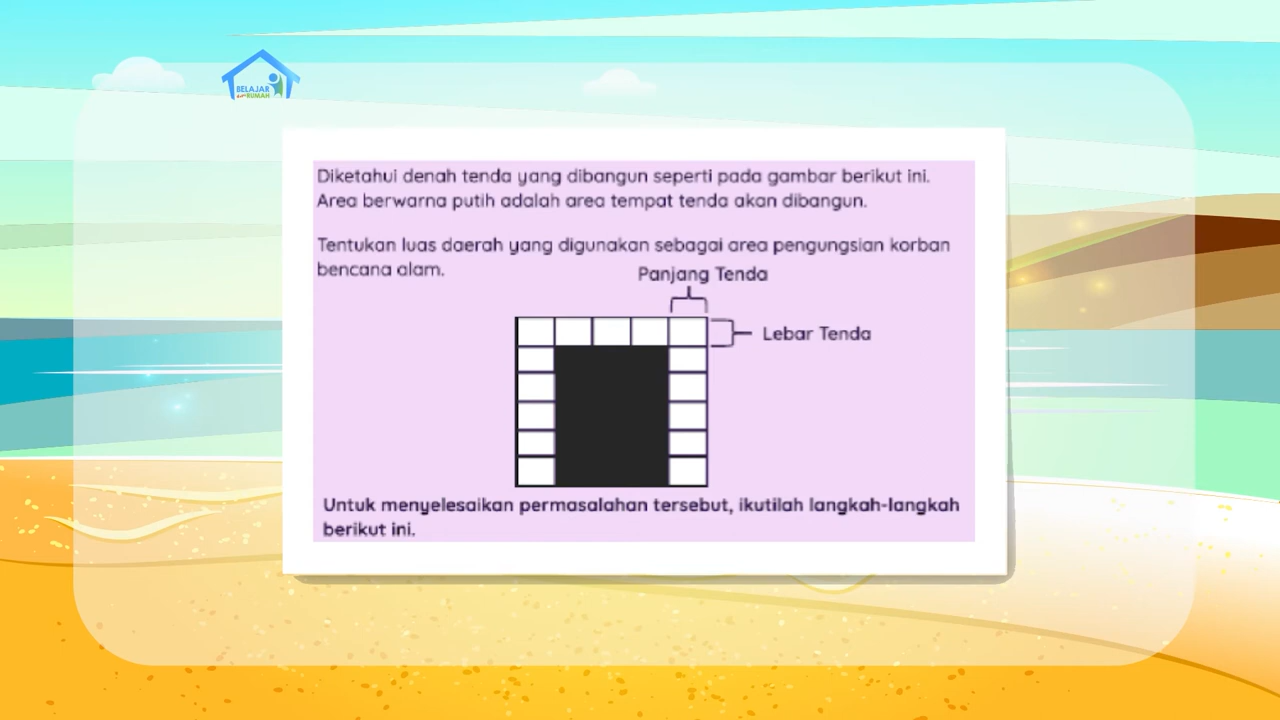 BELAJAR
dari RUMAH
Diketahui denah tenda yang dibangun seperti pada gambar berikut ini.
Area berwarna putih adalah area tempat tenda akan dibangun.
Tentukan luas daerah yang digunakan sebagai area pengungsian korban
bencana alam.
Panjang Tenda
Lebar Tenda
Untuk menyelesaikan permasalahan tersebut, ikutilah langkah-langkah
berikut ini.